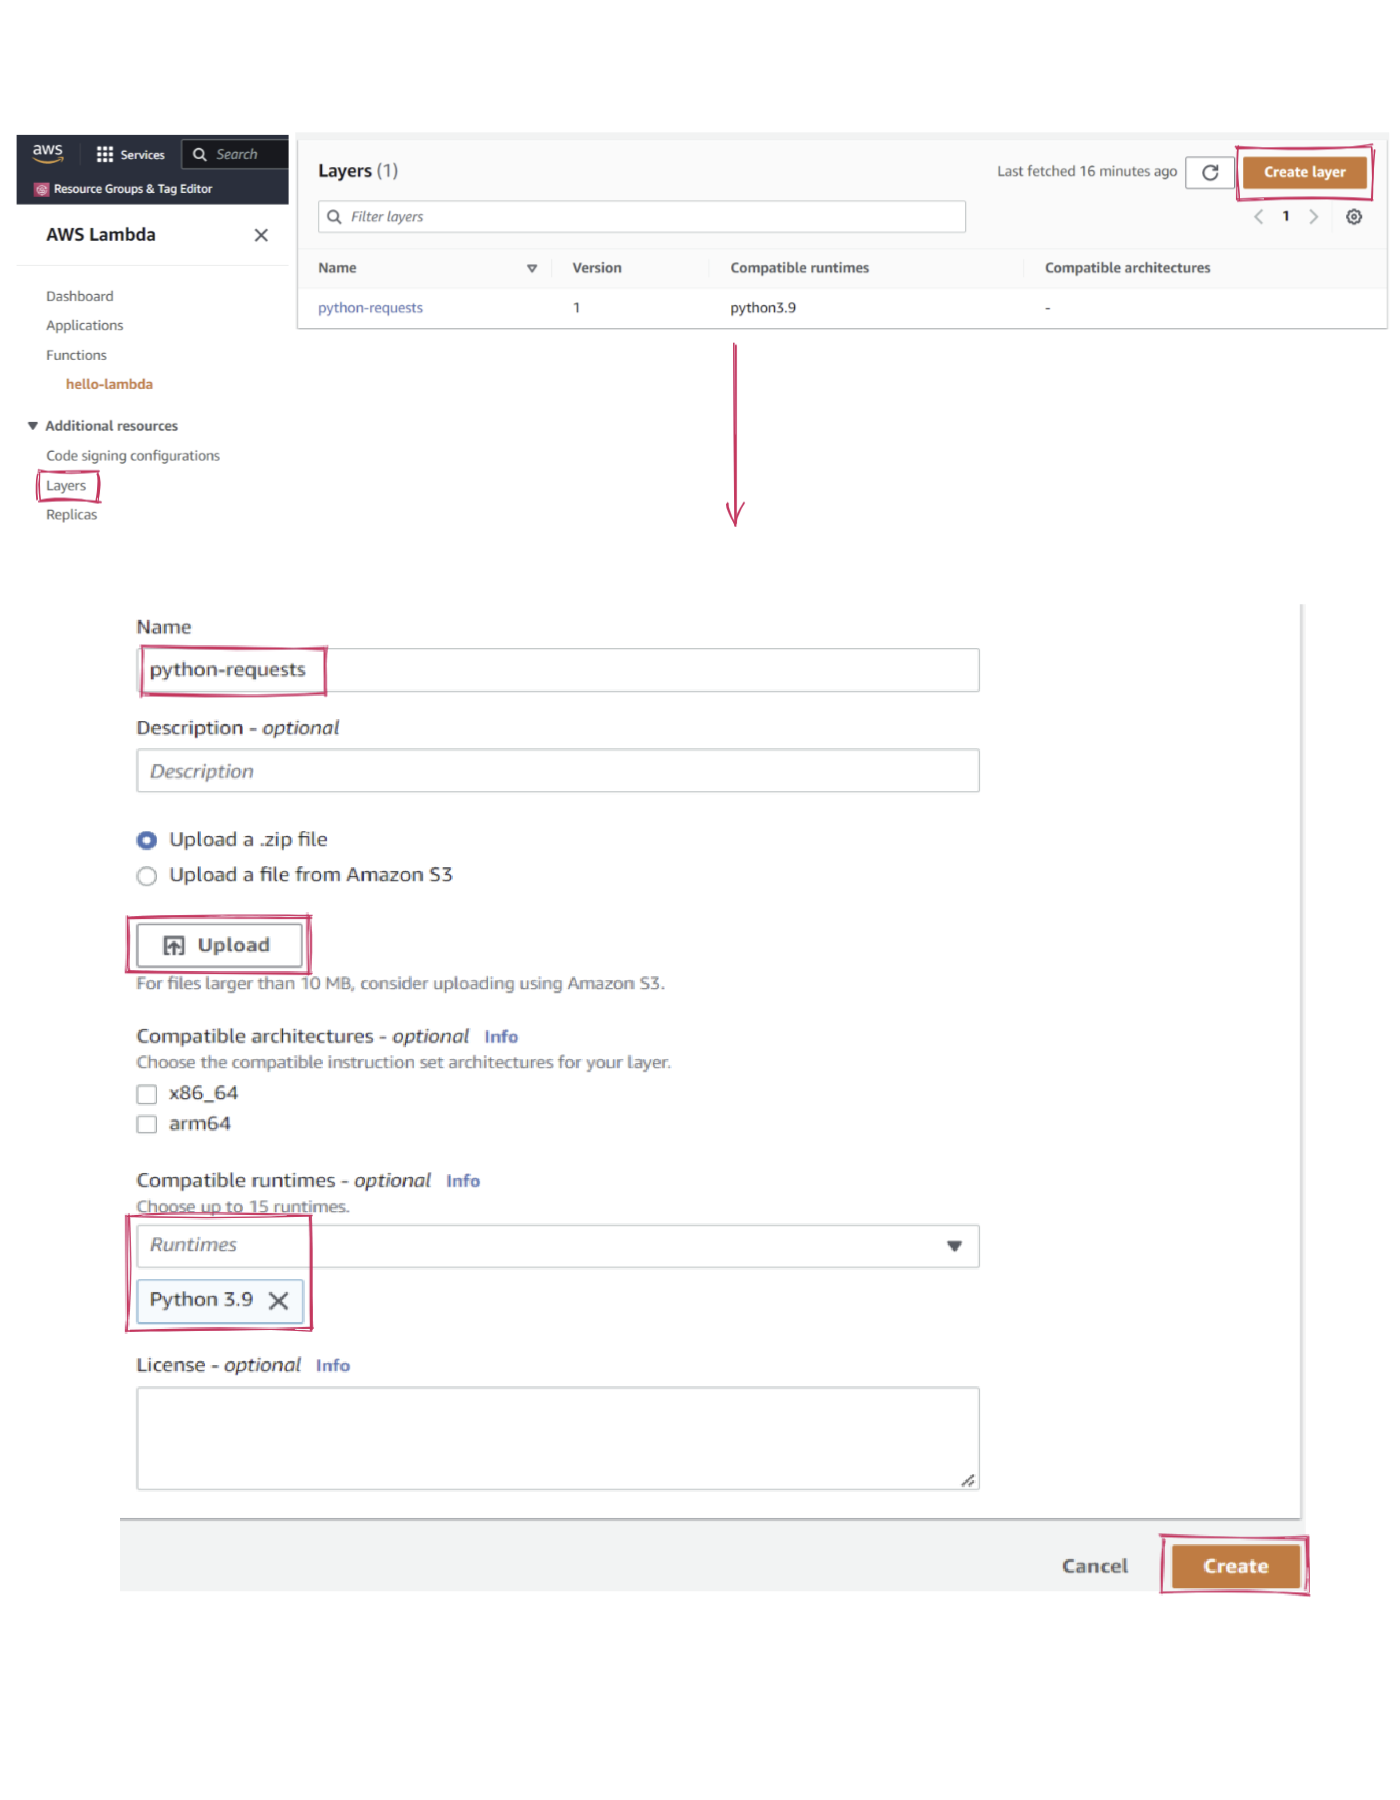 aws
Services
Search
Resource Groups & Tag Editor
AWS Lambda
Dashboard
Applications
Functions
hello-lambda
Additional resources
Code signing configurations
Layers
Replicas
Layers (1)
Last fetched 16 minutes ago
Create layer
Filter layers
1
Name Version Compatible runtimes Compatible architectures
python-requests 1 python3.9 -
Name
python-requests
Description - optional
Description
Upload a .zip file
Upload a file from Amazon S3
Upload
For files larger than 10 MB, consider uploading using Amazon S3.
Compatible architectures - optional Info
Choose the compatible instruction set architectures for your layer.
x86_64
arm64
Compatible runtimes - optional Info
Choose up to 15 runtimes.
Runtimes
Python 3.9
License - optional Info
Cancel Create